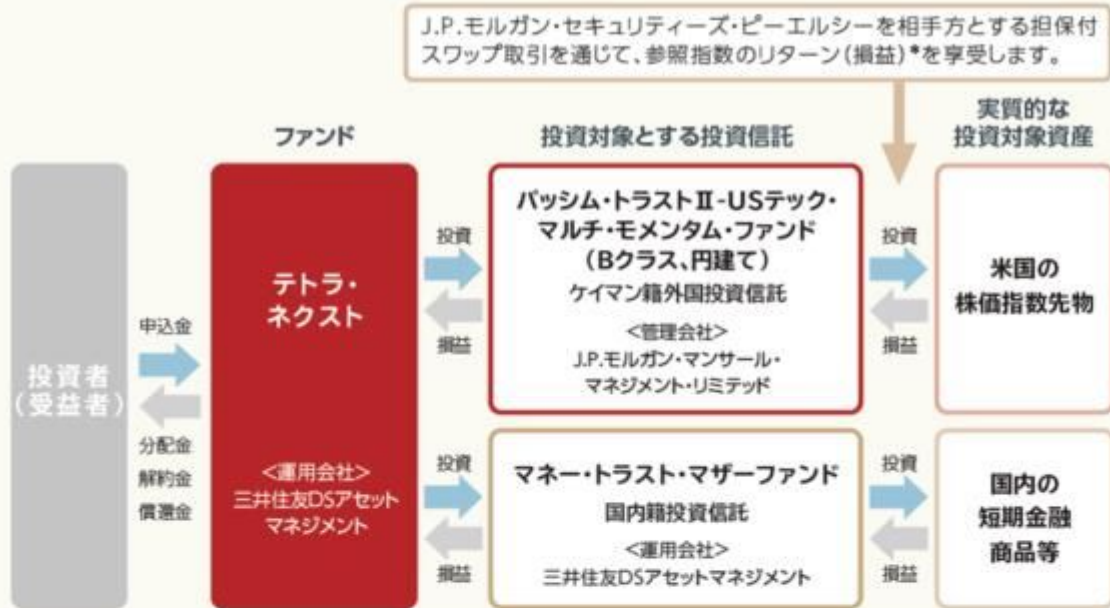 J.P.モルガン・セキュリティーズ・ピーエルシーを相手方とする担保付
スワップ取引を通じて、参照指数のリターン(損益)*を享受します。
ファンド
投資対象とする投資信託
実質的な
投資対象資産
投資者
(受益者)
申込金
分配金
解約金
償還金
テトラ・
ネクスト
<運用会社>
三井住友DSアセット
マネジメント
投資
損益
パッシム・トラストⅡ-USテック・
マルチ・モメンタム・ファンド
(Bクラス、円建て)
ケイマン籍外国投資信託
<管理会社>
J.P.モルガン・マンサール・
マネジメント・リミテッド
投資
損益
米国の
株価指数先物
投資
損益
マネー・トラスト・マザーファンド
国内籍投資信託
<運用会社>
三井住友DSアセットマネジメント
投資
損益
国内の
短期金融
商品等